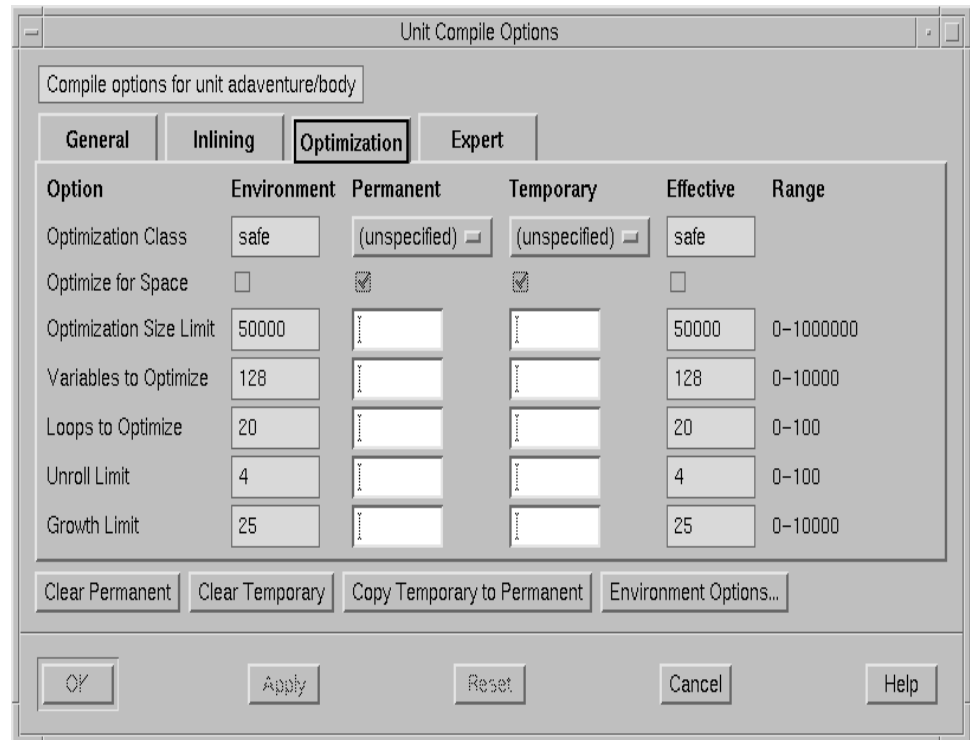 Unit Compile Options
Compile options for unit adaventure/body
General Inlining Optimization Expert
Option Environment Permanent Temporary Effective Range
Optimization Class safe (unspecified) (unspecified) safe
Optimize for Space
Optimization Size Limit 50000 50000 0-1000000
Variables to Optimize 128 128 0-10000
Loops to Optimize 20 20 0-100
Unroll Limit 4 4 0-100
Growth Limit 25 25 0-10000
Clear Permanent Clear Temporary Copy Temporary to Permanent Environment Options...
OK Apply Reset Cancel Help